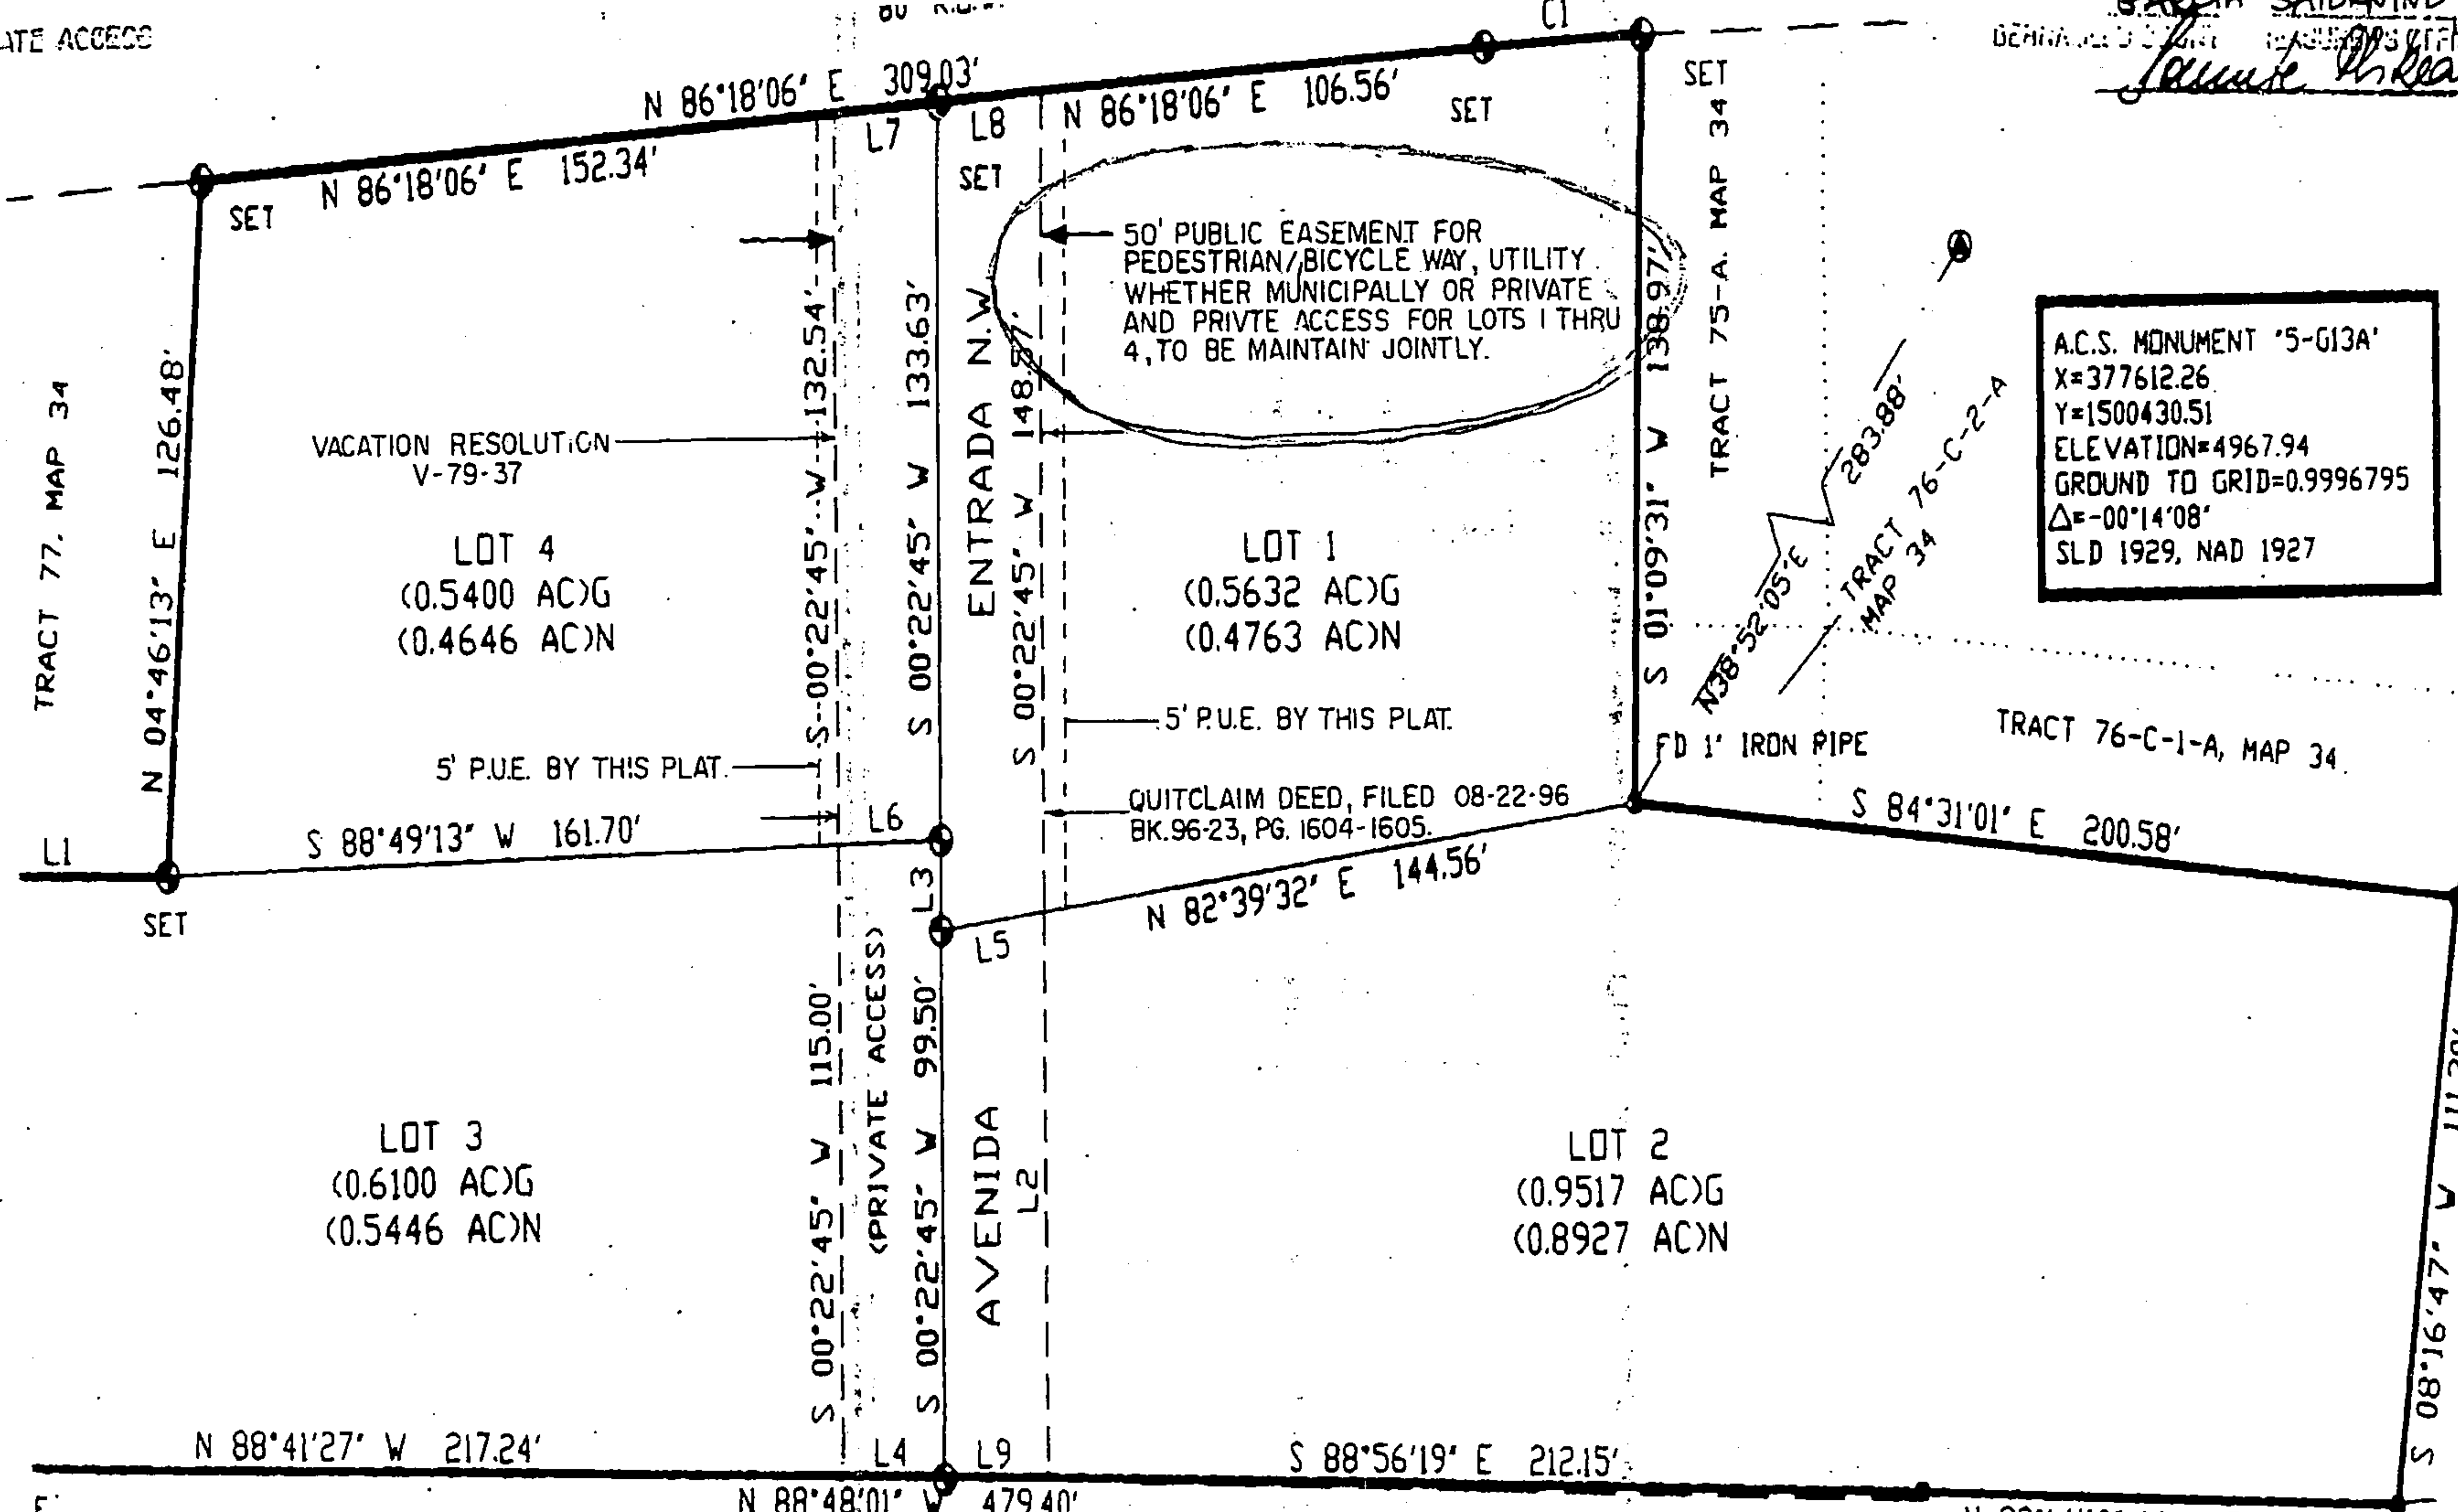 80' R.O.W.
C1
ATE ACCESS
SET
N 86°18'06" E 309.03'
N 86°18'06" E 106.56'
L7
L8
SET
SET
N 86°18'06" E 152.34'
SET
50' PUBLIC EASEMENT FOR
PEDESTRIAN/BICYCLE WAY, UTILITY
WHETHER MUNICIPALLY OR PRIVATE
AND PRIVTE ACCESS FOR LOTS 1 THRU
4, TO BE MAINTAIN JOINTLY.
TRACT 77, MAP 34
N 04°46'13" E 126.48'
VACATION RESOLUTION
V-79-37
S 00°22'45" W 132.54'
S 00°22'45" W 133.63'
ENTRADA N.W.
S 00°22'45" W 148.57'
S 01°09'31" W 138.97'
TRACT 75-A, MAP 34
A.C.S. MONUMENT "5-G13A"
X=377612.26
Y=1500430.51
ELEVATION=4967.94
GROUND TO GRID=0.9996795
Δ=-00°14'08"
SLD 1929, NAD 1927
N38°52'05"E 283.88'
TRACT 76-C-2-A
MAP 34
LOT 4
(0.5400 AC)G
(0.4646 AC)N
LOT 1
(0.5632 AC)G
(0.4763 AC)N
5' P.U.E. BY THIS PLAT.
5' P.U.E. BY THIS PLAT.
FD 1" IRON PIPE
TRACT 76-C-1-A, MAP 34
QUITCLAIM DEED, FILED 08-22-96
BK.96-23, PG. 1604-1605.
L1
S 88°49'13" W 161.70'
L6
S 84°31'01" E 200.58'
SET
L3
N 82°39'32" E 144.56'
L5
S 00°22'45" W 115.00'
(PRIVATE ACCESS)
S 00°22'45" W 99.50'
AVENIDA
L2
LOT 3
(0.6100 AC)G
(0.5446 AC)N
LOT 2
(0.9517 AC)G
(0.8927 AC)N
S 08°16'47" W
N 88°41'27" W 217.24'
L4
L9
S 88°56'19" E 212.15'
N 88°48'01" W 479.40'